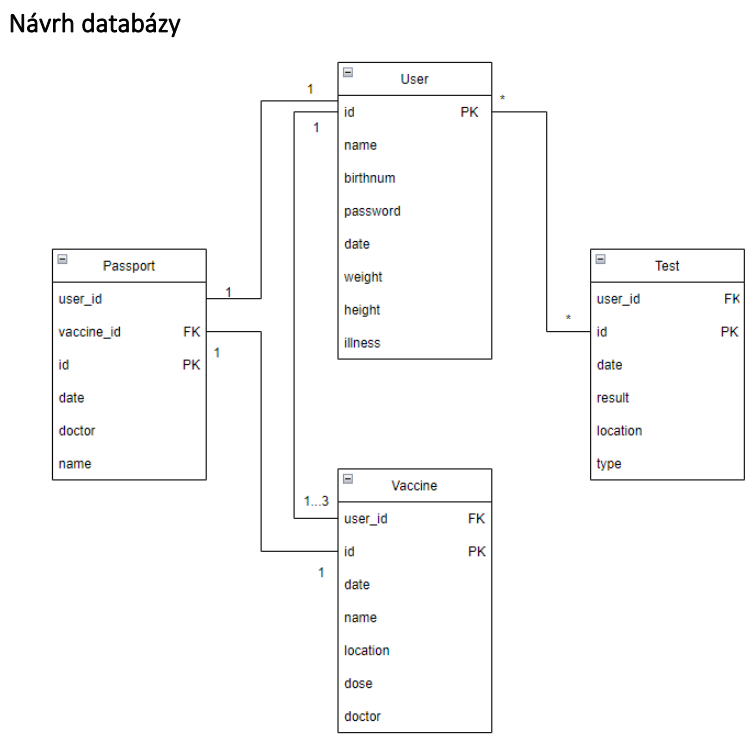 Návrh databázy
User
id PK
name
birthnum
password
date
weight
height
illness
1
1
*
Passport
user_id
vaccine_id FK
id PK
date
doctor
name
1
1
Test
user_id FK
id PK
date
result
location
type
*
Vaccine
user_id FK
id PK
date
name
location
dose
doctor
1...3
1